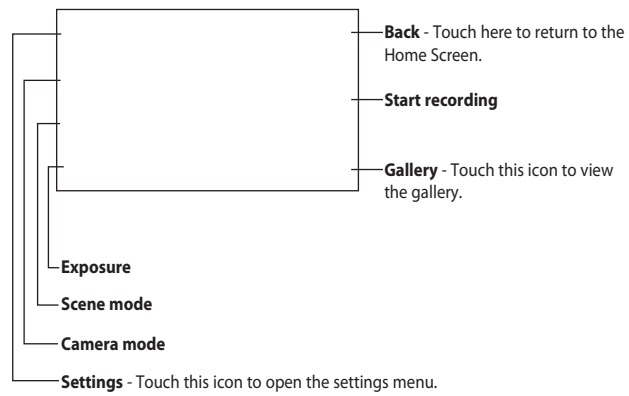 Back - Touch here to return to the
Home Screen.
Start recording
Gallery - Touch this icon to view
the gallery.
Exposure
Scene mode
Camera mode
Settings - Touch this icon to open the settings menu.